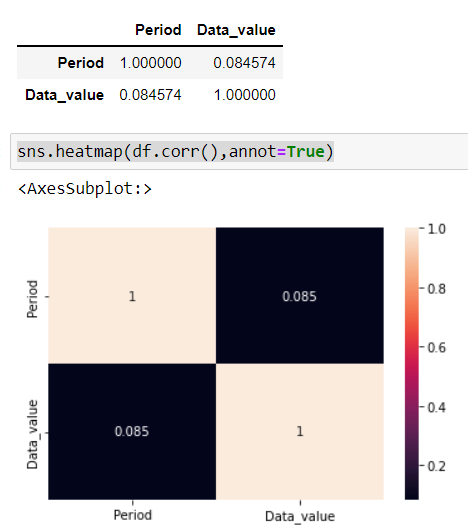 Period Data_value
Period 1.000000 0.084574
Data_value 0.084574 1.000000
sns.heatmap(df.corr(),annot=True)
<AxesSubplot:>
1.0
Period 1 0.085
0.8
0.6
0.4
Data_value 0.085 1
0.2
Period Data_value